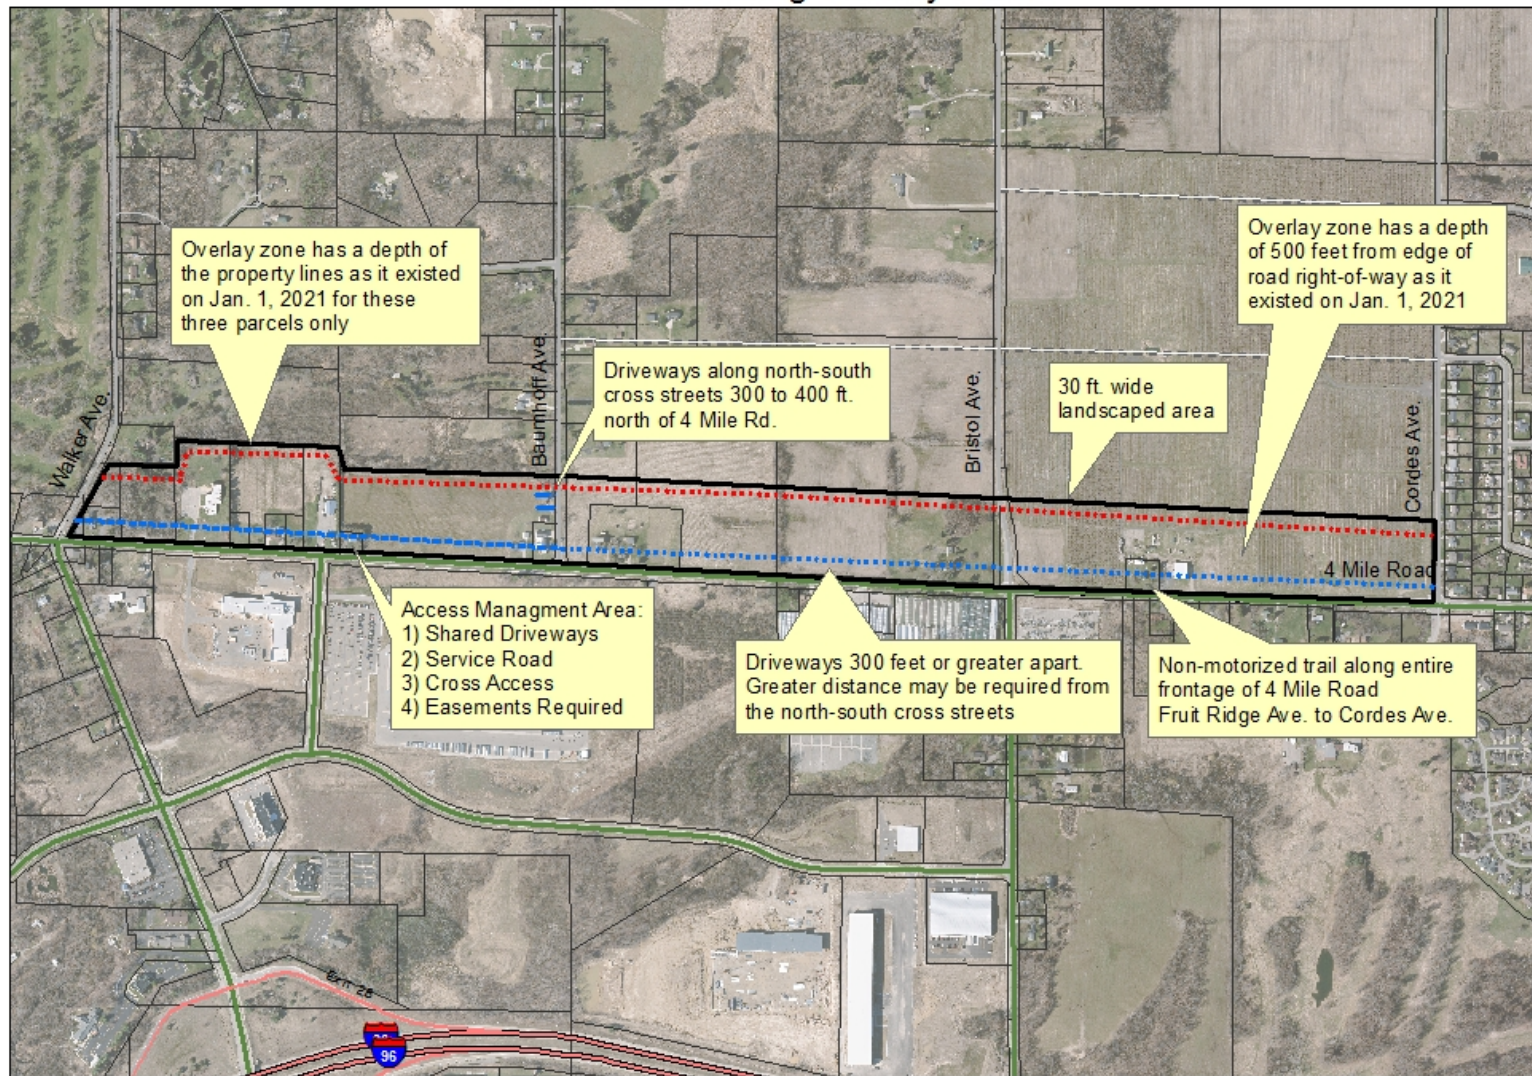 Overlay zone has a depth of
the property lines as it existed
on Jan. 1, 2021 for these
three parcels only
Overlay zone has a depth
of 500 feet from edge of
road right-of-way as it
existed on Jan. 1, 2021
Driveways along north-south
cross streets 300 to 400 ft.
north of 4 Mile Rd.
30 ft. wide
landscaped area
Walker Ave.
Baumhoff Ave.
Bristol Ave.
Cordes Ave.
4 Mile Road
Access Managment Area:
1) Shared Driveways
2) Service Road
3) Cross Access
4) Easements Required
Driveways 300 feet or greater apart.
Greater distance may be required from
the north-south cross streets
Non-motorized trail along entire
frontage of 4 Mile Road
Fruit Ridge Ave. to Cordes Ave.
Exit 28
96